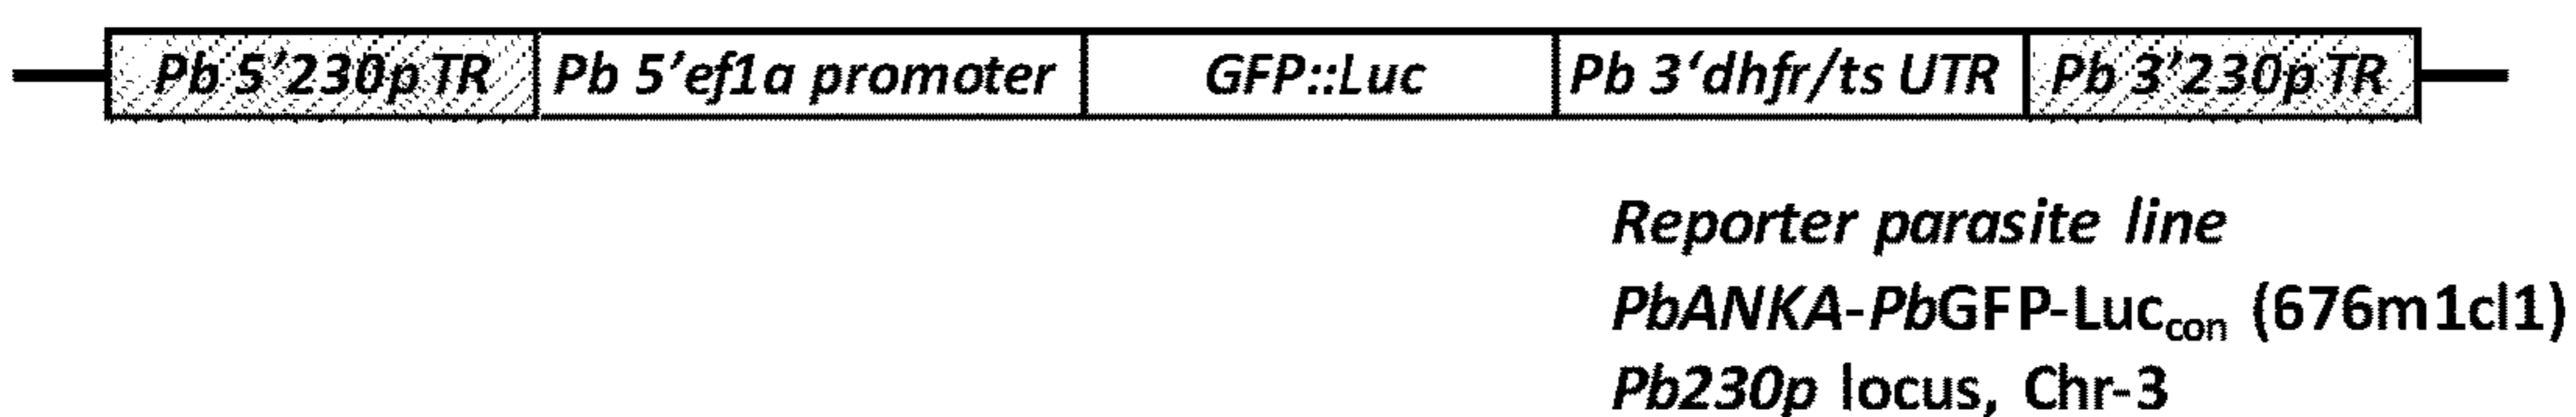 Pb 5’230p TR Pb 5’ef1a promoter GFP::Luc Pb 3‘dhfr/ts UTR Pb 3’230p TR
Reporter parasite line
PbANKA-PbGFP-Luccon (676m1cl1)
Pb230p locus, Chr-3